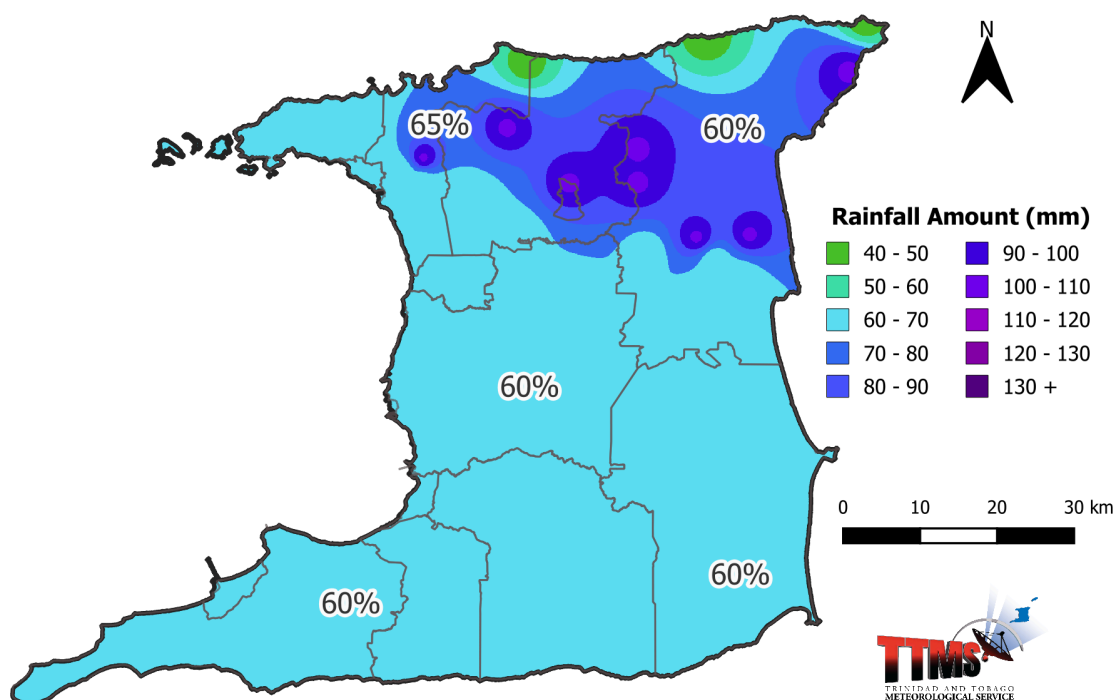 N
65%
60%
Rainfall Amount (mm)
40 - 50
50 - 60
60 - 70
70 - 80
80 - 90
90 - 100
100 - 110
110 - 120
120 - 130
130 +
60%
0 10 20 30 km
60%
60%
TTMS
TRINIDAD AND TOBAGO
METEOROLOGICAL SERVICE